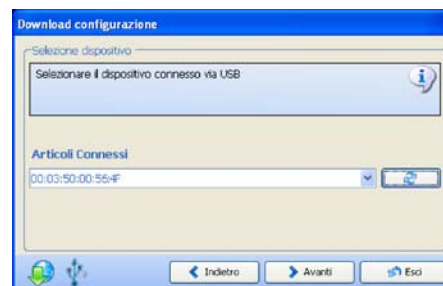 Download configurazione
Selezione dispositivo
Selezionare il dispositivo connesso via USB
Articoli Connessi
00:03:50:00:56:4F
Indietro
Avanti
Esci